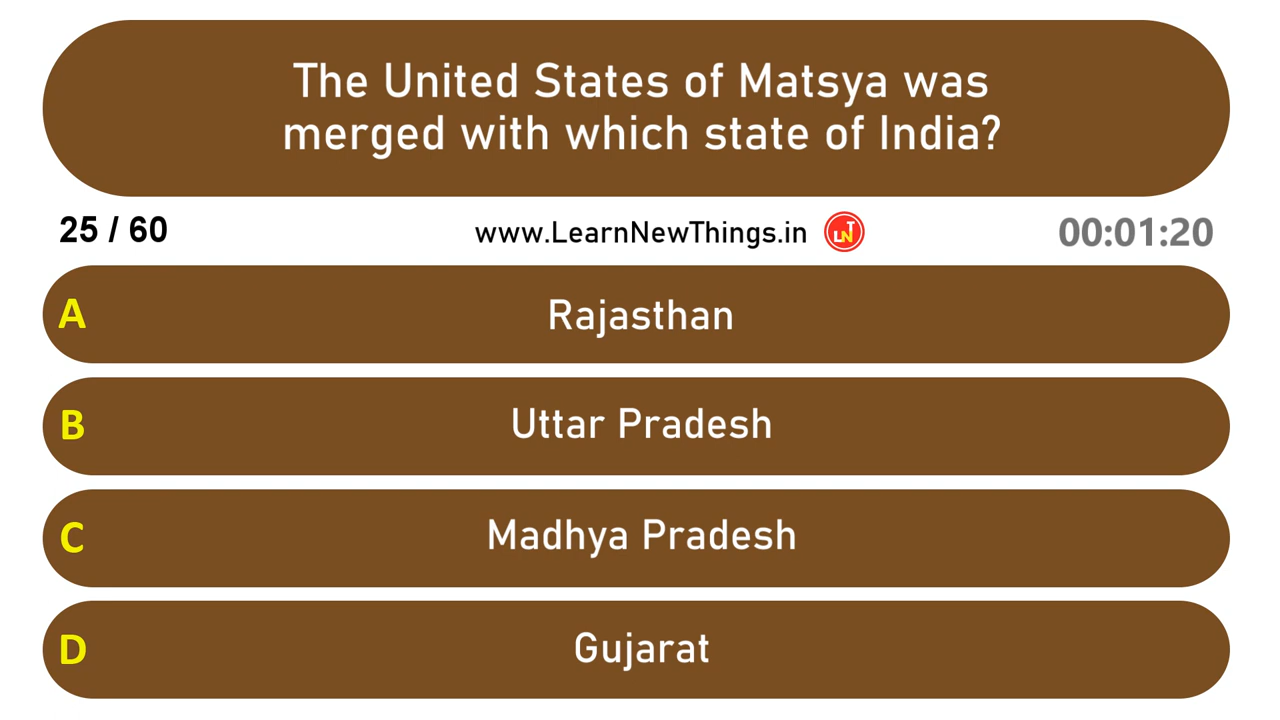 The United States of Matsya was
merged with which state of India?
25 / 60
www.LearnNewThings.in
LNT
00:01:20
A
Rajasthan
B
Uttar Pradesh
C
Madhya Pradesh
D
Gujarat